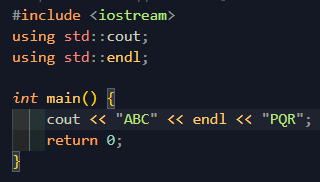 #include <iostream>
using std::cout;
using std::endl;
int main() {
cout << "ABC" << endl << "PQR";
return 0;
}